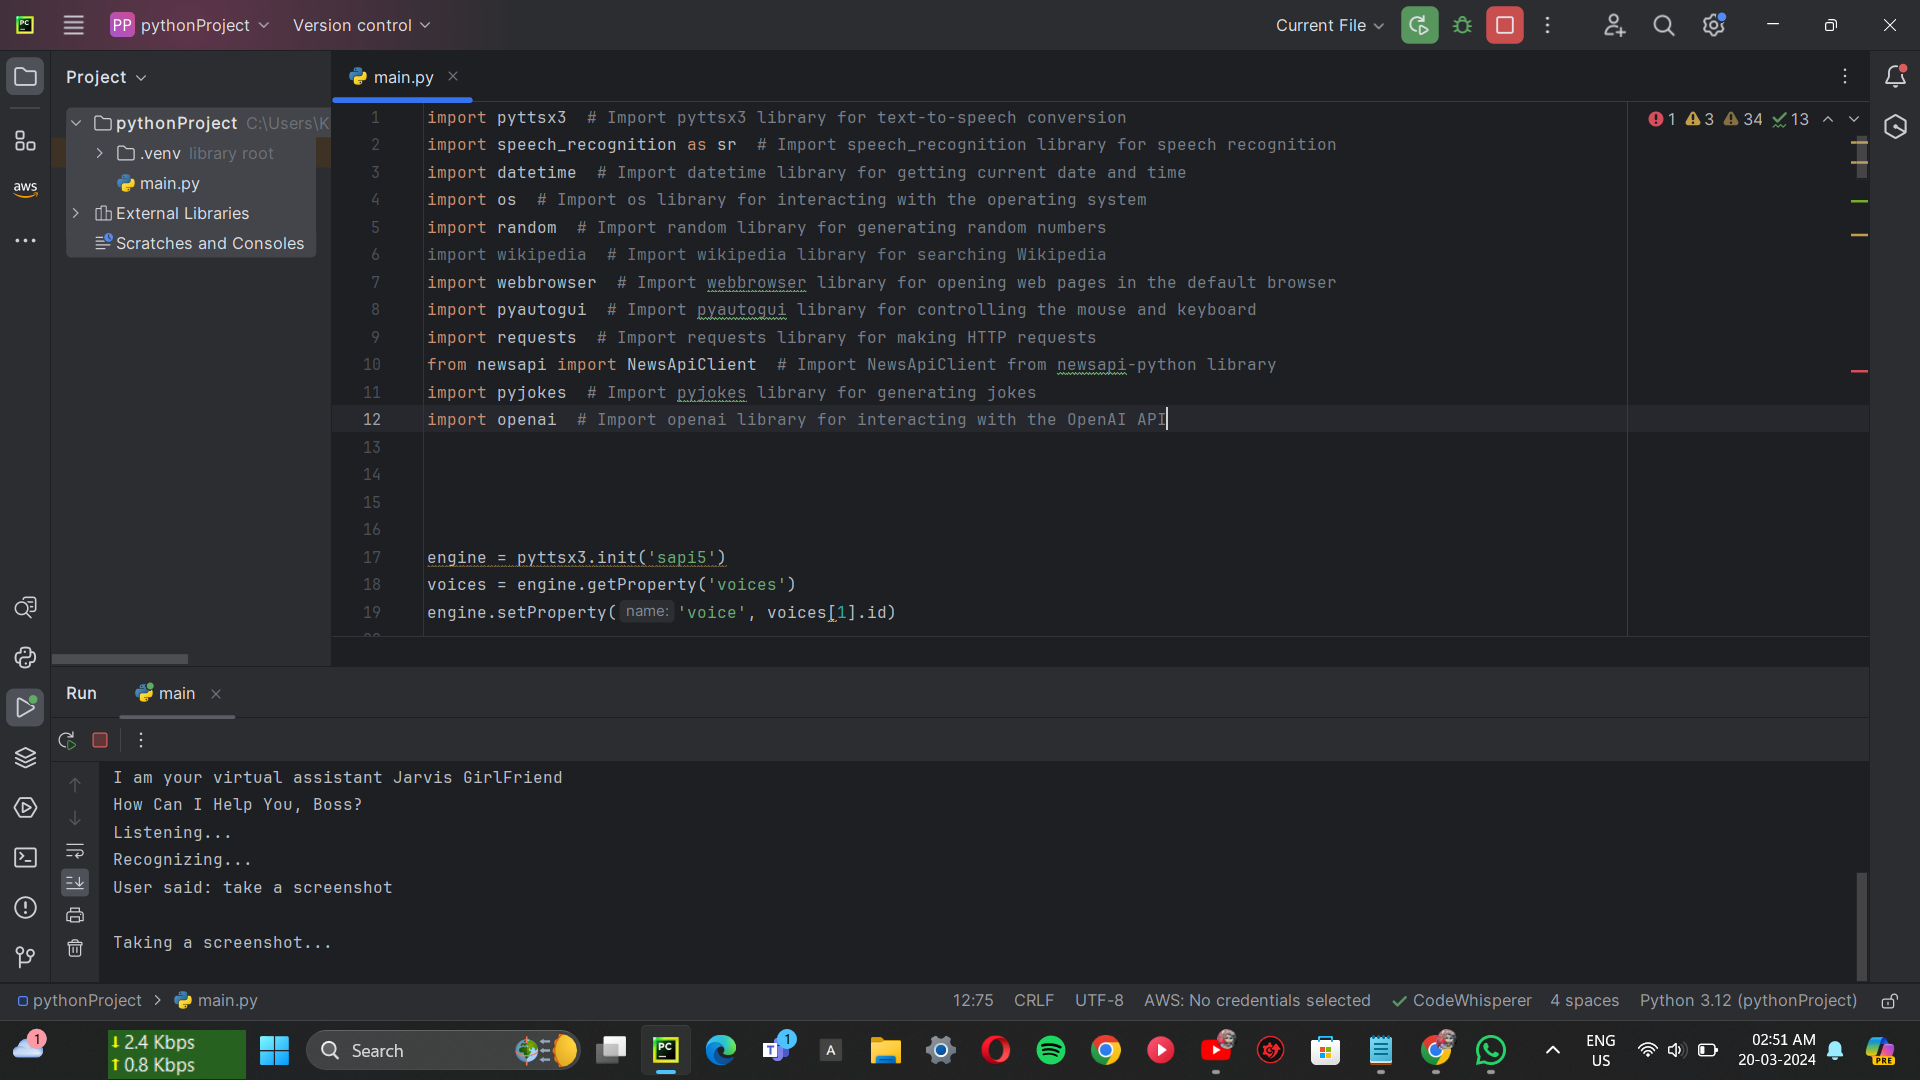 PC
PP pythonProject Version control Current File
Project
main.py
pythonProject C:\Users\K
.venv library root
main.py
External Libraries
Scratches and Consoles
aws
1 3 34 13
1 import pyttsx3 # Import pyttsx3 library for text-to-speech conversion
2 import speech_recognition as sr # Import speech_recognition library for speech recognition
3 import datetime # Import datetime library for getting current date and time
4 import os # Import os library for interacting with the operating system
5 import random # Import random library for generating random numbers
6 import wikipedia # Import wikipedia library for searching Wikipedia
7 import webbrowser # Import webbrowser library for opening web pages in the default browser
8 import pyautogui # Import pyautogui library for controlling the mouse and keyboard
9 import requests # Import requests library for making HTTP requests
10 from newsapi import NewsApiClient # Import NewsApiClient from newsapi-python library
11 import pyjokes # Import pyjokes library for generating jokes
12 import openai # Import openai library for interacting with the OpenAI API
13
14
15
16
17 engine = pyttsx3.init('sapi5')
18 voices = engine.getProperty('voices')
19 engine.setProperty( name: 'voice', voices[1].id)
Run main
I am your virtual assistant Jarvis GirlFriend
How Can I Help You, Boss?
Listening...
Recognizing...
User said: take a screenshot
Taking a screenshot...
pythonProject > main.py 12:75 CRLF UTF-8 AWS: No credentials selected CodeWhisperer 4 spaces Python 3.12 (pythonProject)
1
↓2.4 Kbps
↑0.8 Kbps
Search
PC
1
A
ENG
US
02:51 AM
20-03-2024
PRE